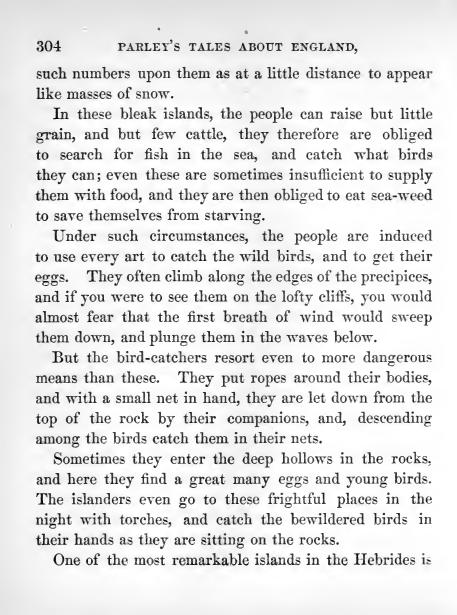 304 PARLEY'S TALES ABOUT ENGLAND,
such numbers upon them as at a little distance to appear
like masses of snow.
In these bleak islands, the people can raise but little
grain, and but few cattle, they therefore are obliged
to search for fish in the sea, and catch what birds
they can; even these are sometimes insufficient to supply
them with food, and they are then obliged to eat sea-weed
to save themselves from starving.
Under such circumstances, the people are induced
to use every art to catch the wild birds, and to get their
eggs. They often climb along the edges of the precipices,
and if you were to see them on the lofty cliffs, you would
almost fear that the first breath of wind would sweep
them down, and plunge them in the waves below.
But the bird-catchers resort even to more dangerous
means than these. They put ropes around their bodies,
and with a small net in hand, they are let down from the
top of the rock by their companions, and, descending
among the birds catch them in their nets.
Sometimes they enter the deep hollows in the rocks,
and here they find a great many eggs and young birds.
The islanders even go to these frightful places in the
night with torches, and catch the bewildered birds in
their hands as they are sitting on the rocks.
One of the most remarkable islands in the Hebrides is